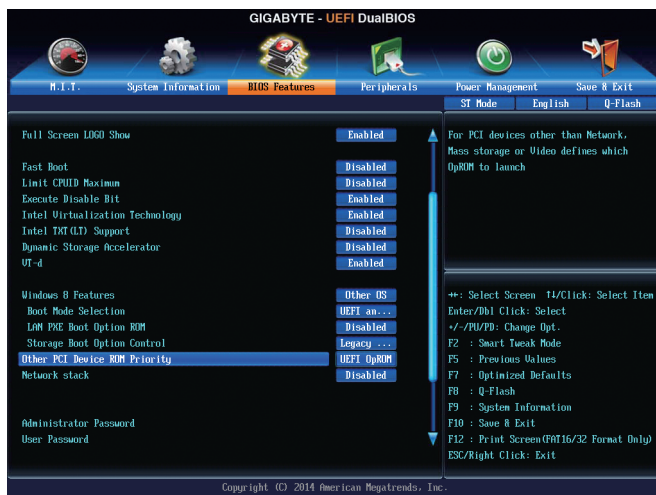 GIGABYTE - UEFI DualBIOS
M.I.T. System Information BIOS Features Peripherals Power Management Save & Exit
ST Mode English Q-Flash
Full Screen LOGO Show Enabled
Fast Boot Disabled
Limit CPUID Maximum Disabled
Execute Disable Bit Enabled
Intel Virtualization Technology Enabled
Intel TXT(LT) Support Disabled
Dynamic Storage Accelerator Disabled
VT-d Enabled
Windows 8 Features Other OS
Boot Mode Selection UEFI an...
LAN PXE Boot Option ROM Disabled
Storage Boot Option Control Legacy ...
Other PCI Device ROM Priority UEFI OpROM
Network stack Disabled
Administrator Password
User Password
For PCI devices other than Network,
Mass storage or Video defines which
OpROM to launch
→←: Select Screen ↑↓/Click: Select Item
Enter/Dbl Click: Select
+/-/PU/PD: Change Opt.
F2 : Smart Tweak Mode
F5 : Previous Values
F7 : Optimized Defaults
F8 : Q-Flash
F9 : System Information
F10 : Save & Exit
F12 : Print Screen(FAT16/32 Format Only)
ESC/Right Click: Exit
Copyright (C) 2014 American Megatrends, Inc.